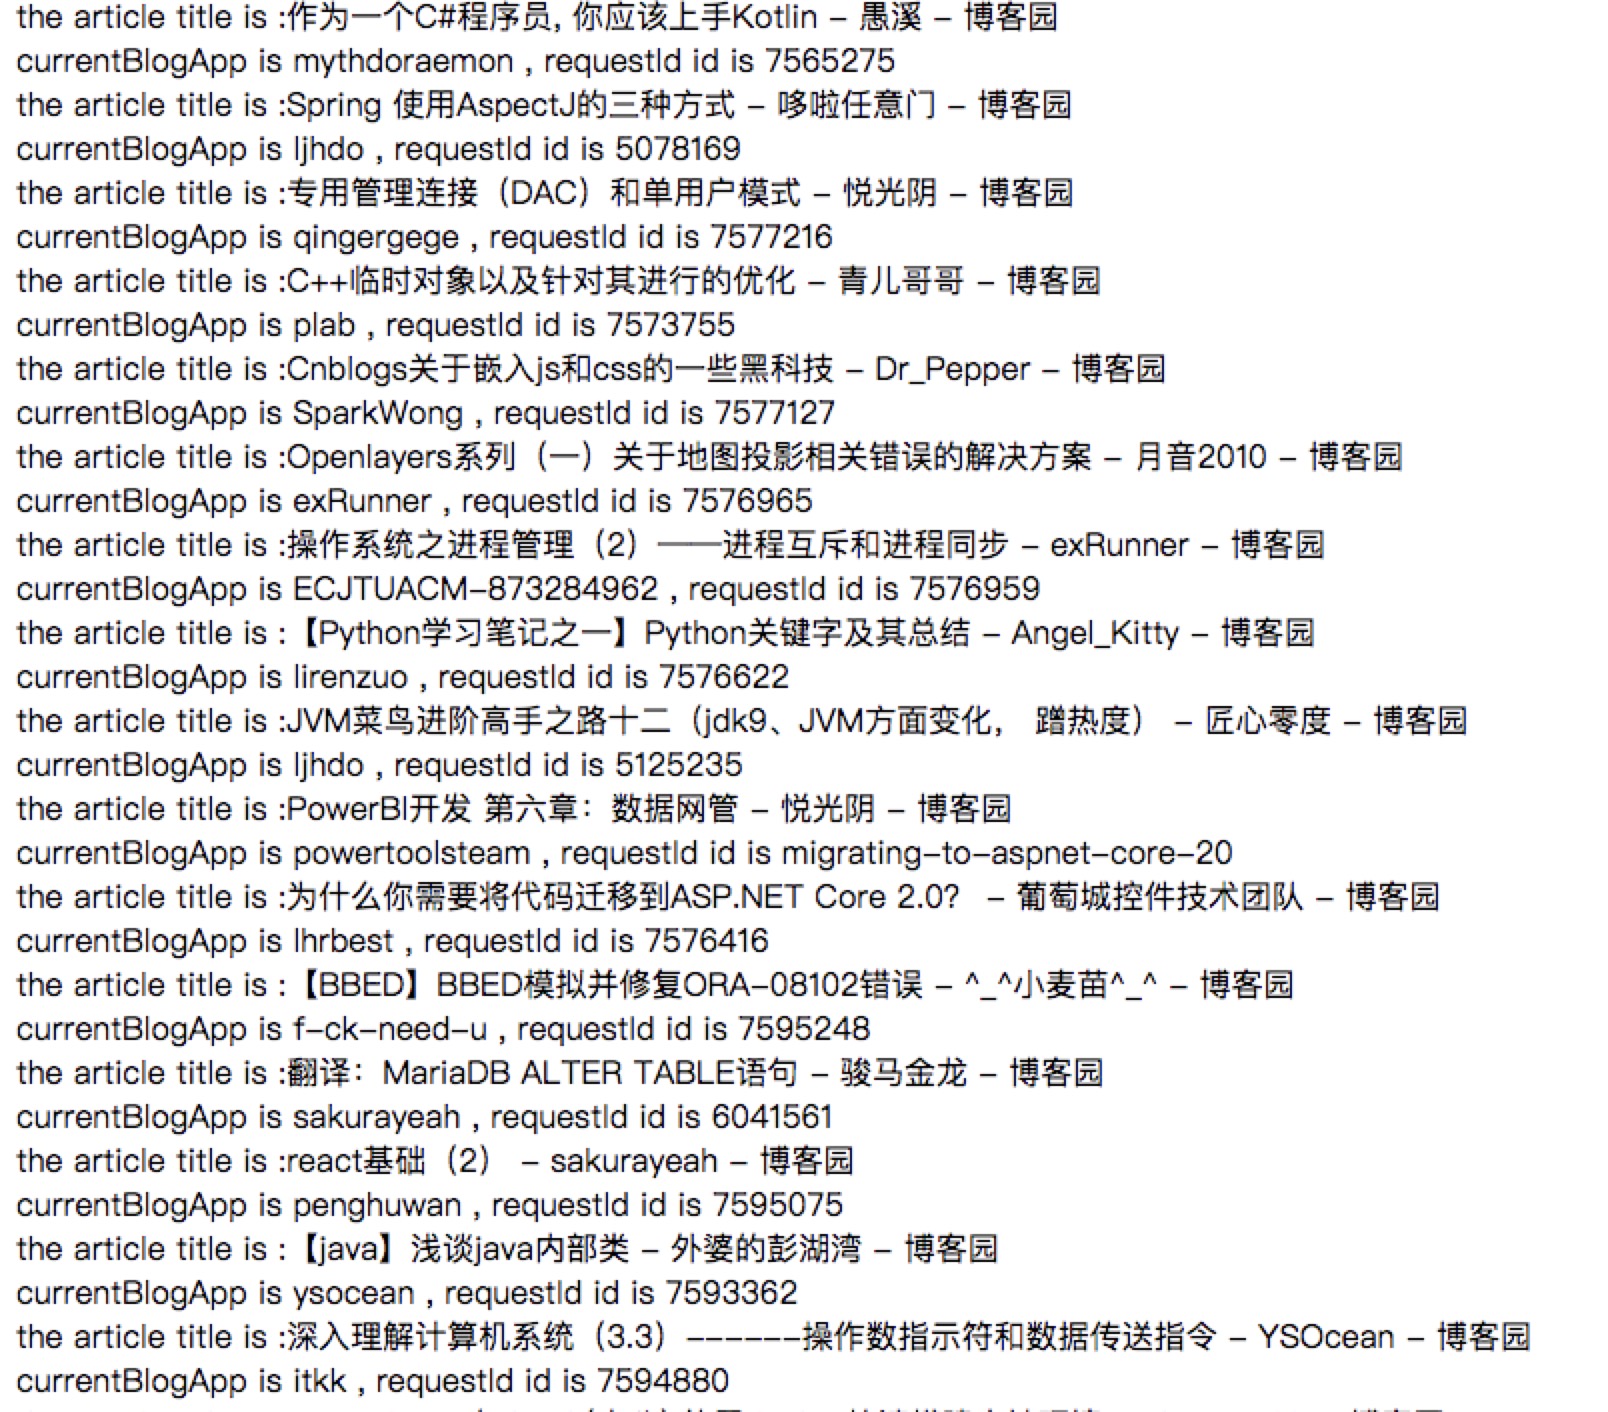 the article title is :作为一个C#程序员, 你应该上手Kotlin - 愚溪 - 博客园
currentBlogApp is mythdoraemon , requestId id is 7565275
the article title is :Spring 使用AspectJ的三种方式 - 哆啦任意门 - 博客园
currentBlogApp is ljhdo , requestId id is 5078169
the article title is :专用管理连接（DAC）和单用户模式 - 悦光阴 - 博客园
currentBlogApp is qingergege , requestId id is 7577216
the article title is :C++临时对象以及针对其进行的优化 - 青儿哥哥 - 博客园
currentBlogApp is plab , requestId id is 7573755
the article title is :Cnblogs关于嵌入js和css的一些黑科技 - Dr_Pepper - 博客园
currentBlogApp is SparkWong , requestId id is 7577127
the article title is :Openlayers系列（一）关于地图投影相关错误的解决方案 - 月音2010 - 博客园
currentBlogApp is exRunner , requestId id is 7576965
the article title is :操作系统之进程管理（2）——进程互斥和进程同步 - exRunner - 博客园
currentBlogApp is ECJTUACM-873284962 , requestId id is 7576959
the article title is :【Python学习笔记之一】Python关键字及其总结 - Angel_Kitty - 博客园
currentBlogApp is lirenzuo , requestId id is 7576622
the article title is :JVM菜鸟进阶高手之路十二（jdk9、JVM方面变化， 蹭热度） - 匠心零度 - 博客园
currentBlogApp is ljhdo , requestId id is 5125235
the article title is :PowerBI开发 第六章：数据网管 - 悦光阴 - 博客园
currentBlogApp is powertoolsteam , requestId id is migrating-to-aspnet-core-20
the article title is :为什么你需要将代码迁移到ASP.NET Core 2.0？ - 葡萄城控件技术团队 - 博客园
currentBlogApp is lhrbest , requestId id is 7576416
the article title is :【BBED】BBED模拟并修复ORA-08102错误 - ^_^小麦苗^_^ - 博客园
currentBlogApp is f-ck-need-u , requestId id is 7595248
the article title is :翻译：MariaDB ALTER TABLE语句 - 骏马金龙 - 博客园
currentBlogApp is sakurayeah , requestId id is 6041561
the article title is :react基础（2） - sakurayeah - 博客园
currentBlogApp is penghuwan , requestId id is 7595075
the article title is :【java】浅谈java内部类 - 外婆的彭湖湾 - 博客园
currentBlogApp is ysocean , requestId id is 7593362
the article title is :深入理解计算机系统（3.3）------操作数指示符和数据传送指令 - YSOcean - 博客园
currentBlogApp is itkk , requestId id is 7594880